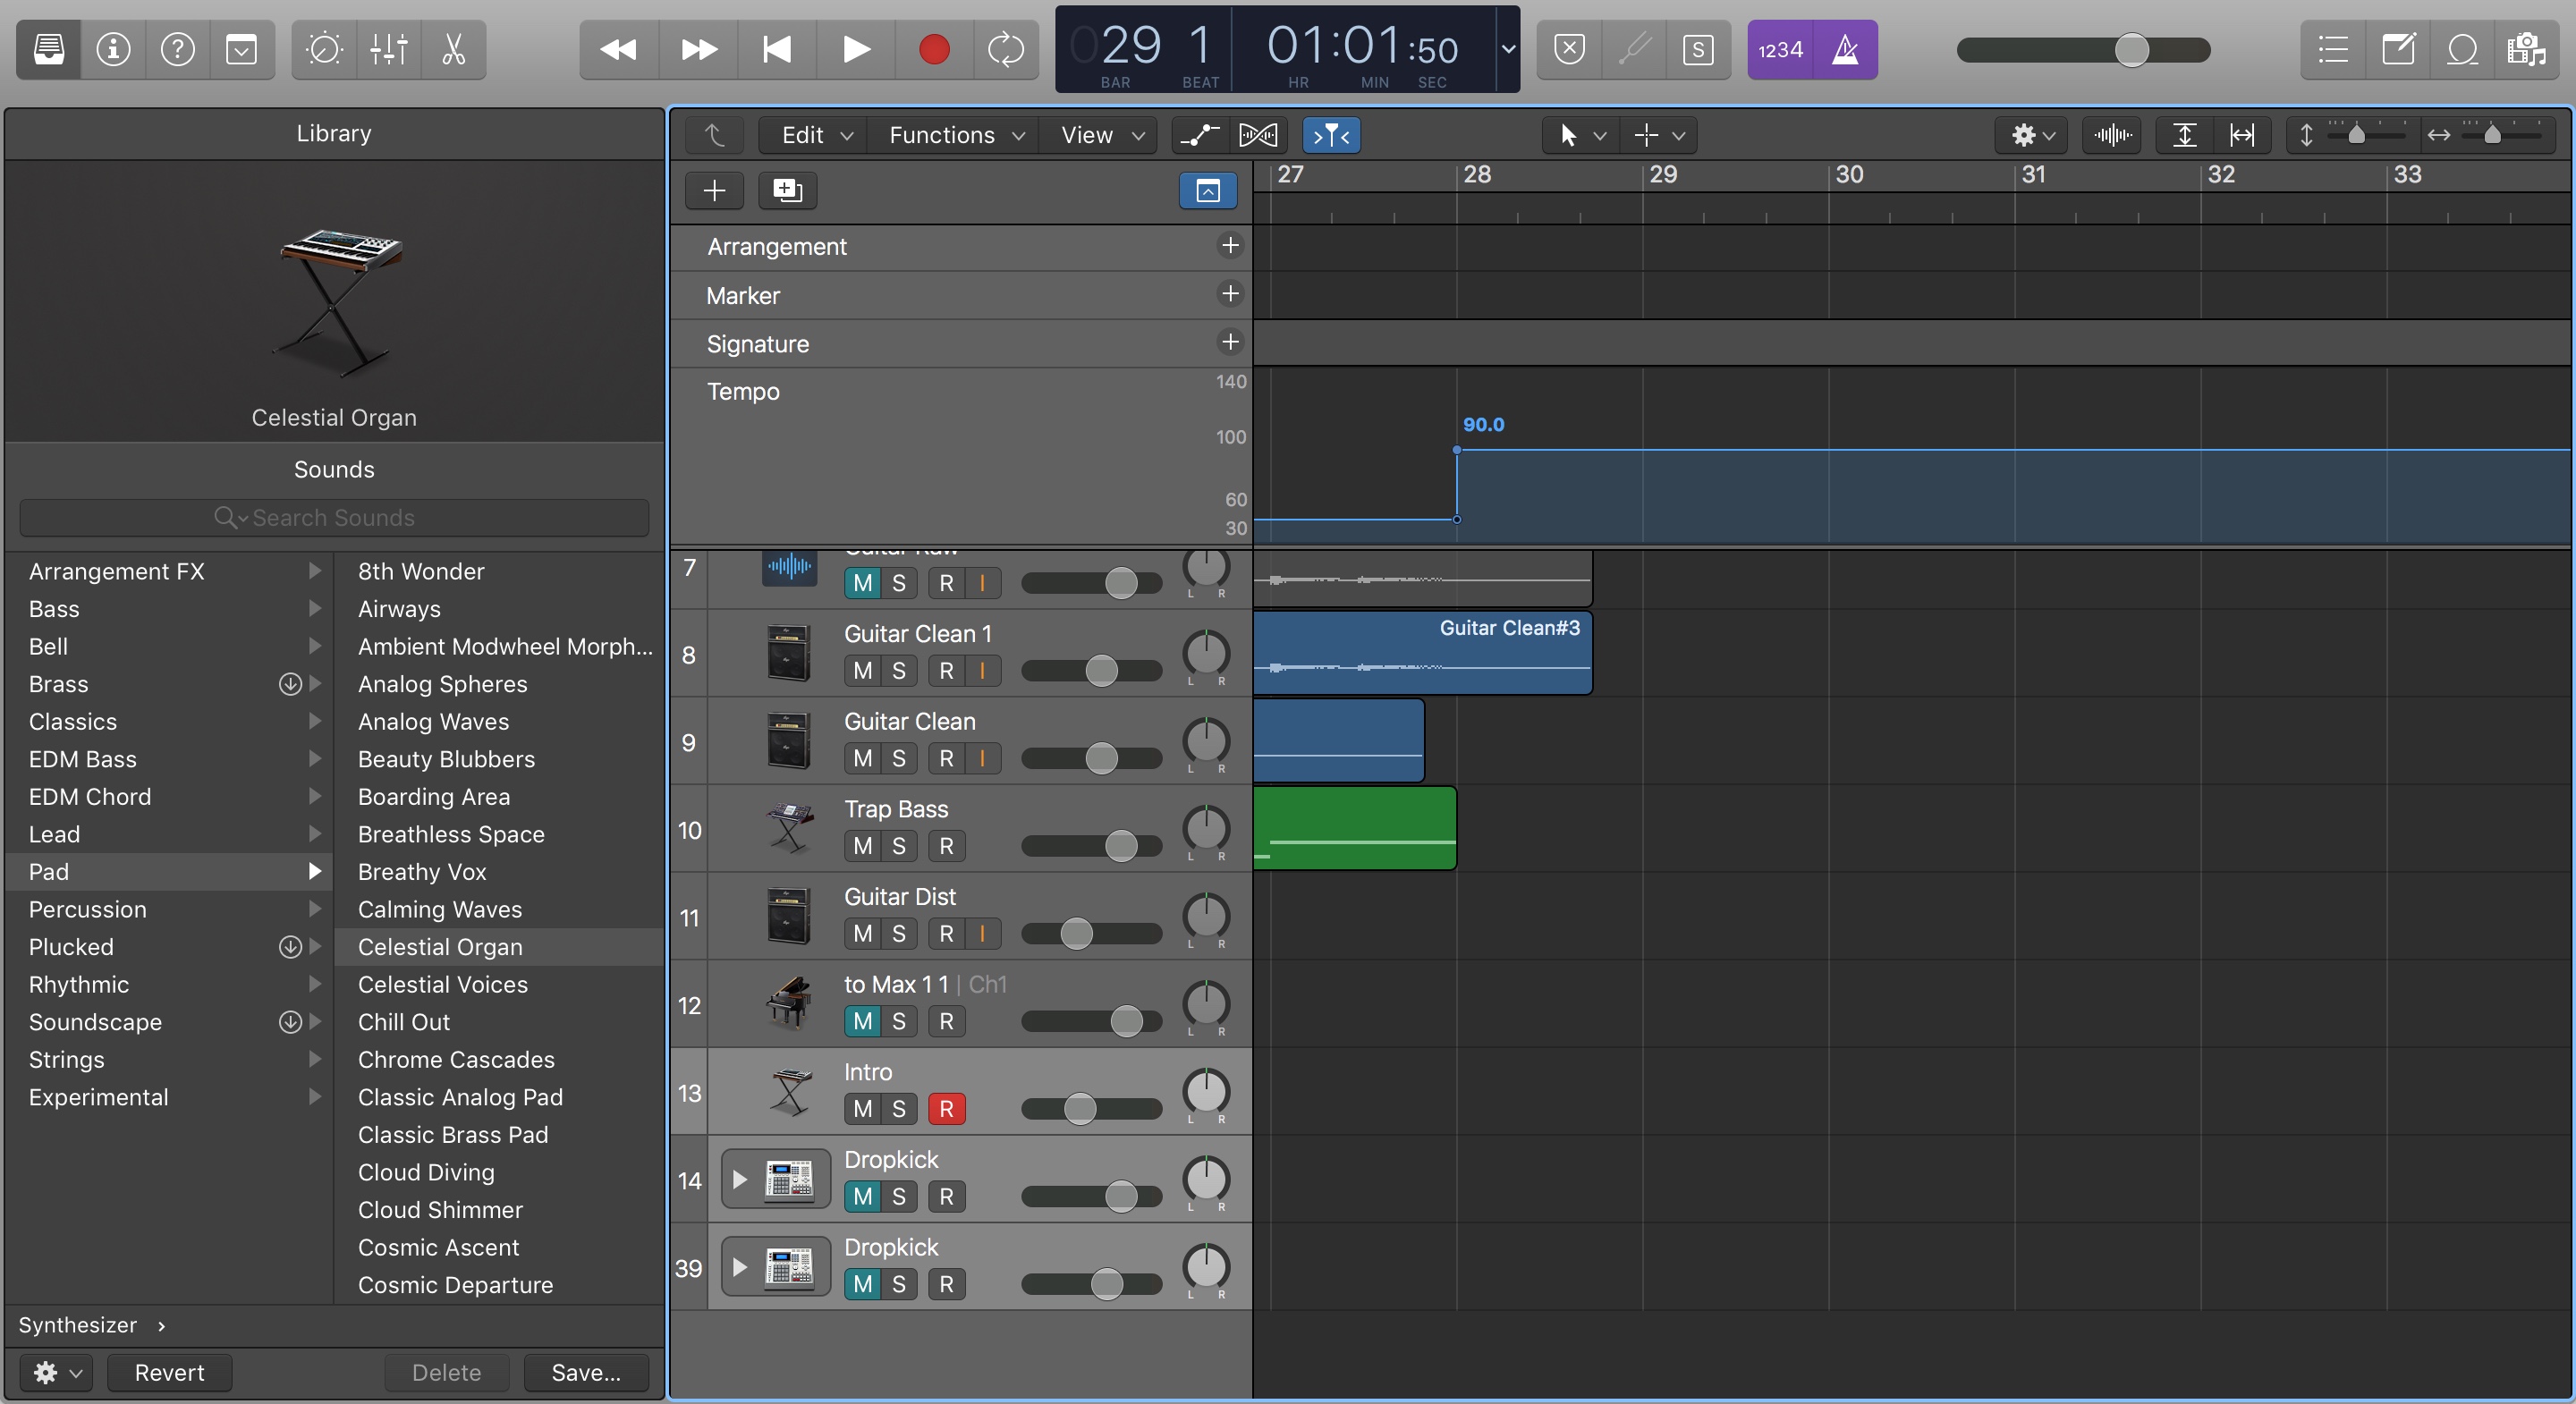 029 1 01:01:50
BAR BEAT HR MIN SEC
S
1234
Library
Edit Functions View
27 28 29 30 31 32 33
Celestial Organ
Sounds
Search Sounds
Arrangement
Marker
Signature
Tempo
140
100
60
30
90.0
Arrangement FX
Bass
Bell
Brass
Classics
EDM Bass
EDM Chord
Lead
Pad
Percussion
Plucked
Rhythmic
Soundscape
Strings
Experimental
8th Wonder
Airways
Ambient Modwheel Morph...
Analog Spheres
Analog Waves
Beauty Blubbers
Boarding Area
Breathless Space
Breathy Vox
Calming Waves
Celestial Organ
Celestial Voices
Chill Out
Chrome Cascades
Classic Analog Pad
Classic Brass Pad
Cloud Diving
Cloud Shimmer
Cosmic Ascent
Cosmic Departure
Synthesizer
Revert Delete Save...
7
M S R I L R
8 Guitar Clean 1
M S R I L R
Guitar Clean#3
9 Guitar Clean
M S R I L R
10 Trap Bass
M S R L R
11 Guitar Dist
M S R I L R
12 to Max 1 1 | Ch1
M S R L R
13 Intro
M S R L R
14 Dropkick
M S R L R
39 Dropkick
M S R L R